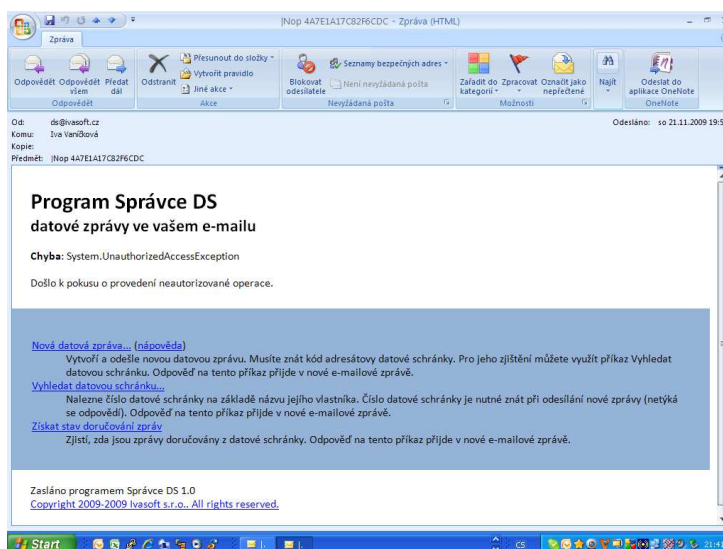 |Nop 4A7E1A17C82F6CDC - Zpráva (HTML)
Zpráva
Odpovědět
Odpovědět všem
Předat dál
Odpovědět
Odstranit
Přesunout do složky
Vytvořit pravidlo
Jiné akce
Akce
Blokovat odesílatele
Seznamy bezpečných adres
Není nevyžádaná pošta
Nevyžádaná pošta
Zařadit do kategorií
Zpracovat
Označit jako nepřečtené
Možnosti
Najít
Odeslat do aplikace OneNote
OneNote
Od: ds@ivasoft.cz
Odesláno: so 21.11.2009 19:5
Komu: Iva Vaníčková
Kopie:
Předmět: |Nop 4A7E1A17C82F6CDC
Program Správce DS
datové zprávy ve vašem e-mailu
Chyba: System.UnauthorizedAccessException
Došlo k pokusu o provedení neautorizované operace.
Nová datová zpráva... (nápověda)
Vytvoří a odešle novou datovou zprávu. Musíte znát kód adresátovy datové schránky. Pro jeho zjištění můžete využít příkaz Vyhledat
datovou schránku. Odpověď na tento příkaz přijde v nové e-mailové zprávě.
Vyhledat datovou schránku...
Nalezne číslo datové schránky na základě názvu jejího vlastníka. Číslo datové schránky je nutné znát při odesílání nové zprávy (netýká
se odpovědí). Odpověď na tento příkaz přijde v nové e-mailové zprávě.
Získat stav doručování zpráv
Zjistí, zda jsou zprávy doručovány z datové schránky. Odpověď na tento příkaz přijde v nové e-mailové zprávě.
Zasláno programem Správce DS 1.0
Copyright 2009-2009 Ivasoft s.r.o.. All rights reserved.
Start
CS